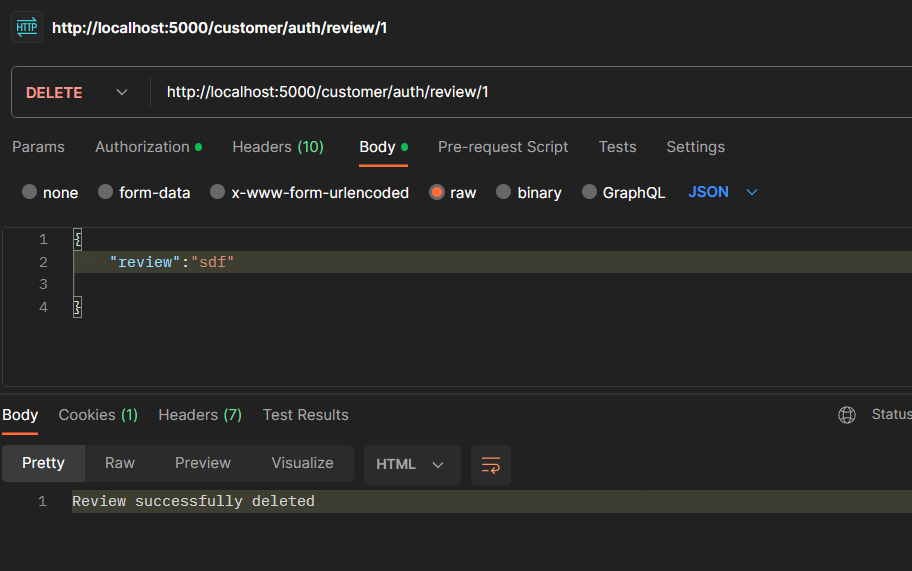 HTTP http://localhost:5000/customer/auth/review/1
DELETE http://localhost:5000/customer/auth/review/1
Params Authorization Headers (10) Body Pre-request Script Tests Settings
none form-data x-www-form-urlencoded raw binary GraphQL JSON
1 {
2 "review":"sdf"
3
4 }
Body Cookies (1) Headers (7) Test Results Status
Pretty Raw Preview Visualize HTML
1 Review successfully deleted